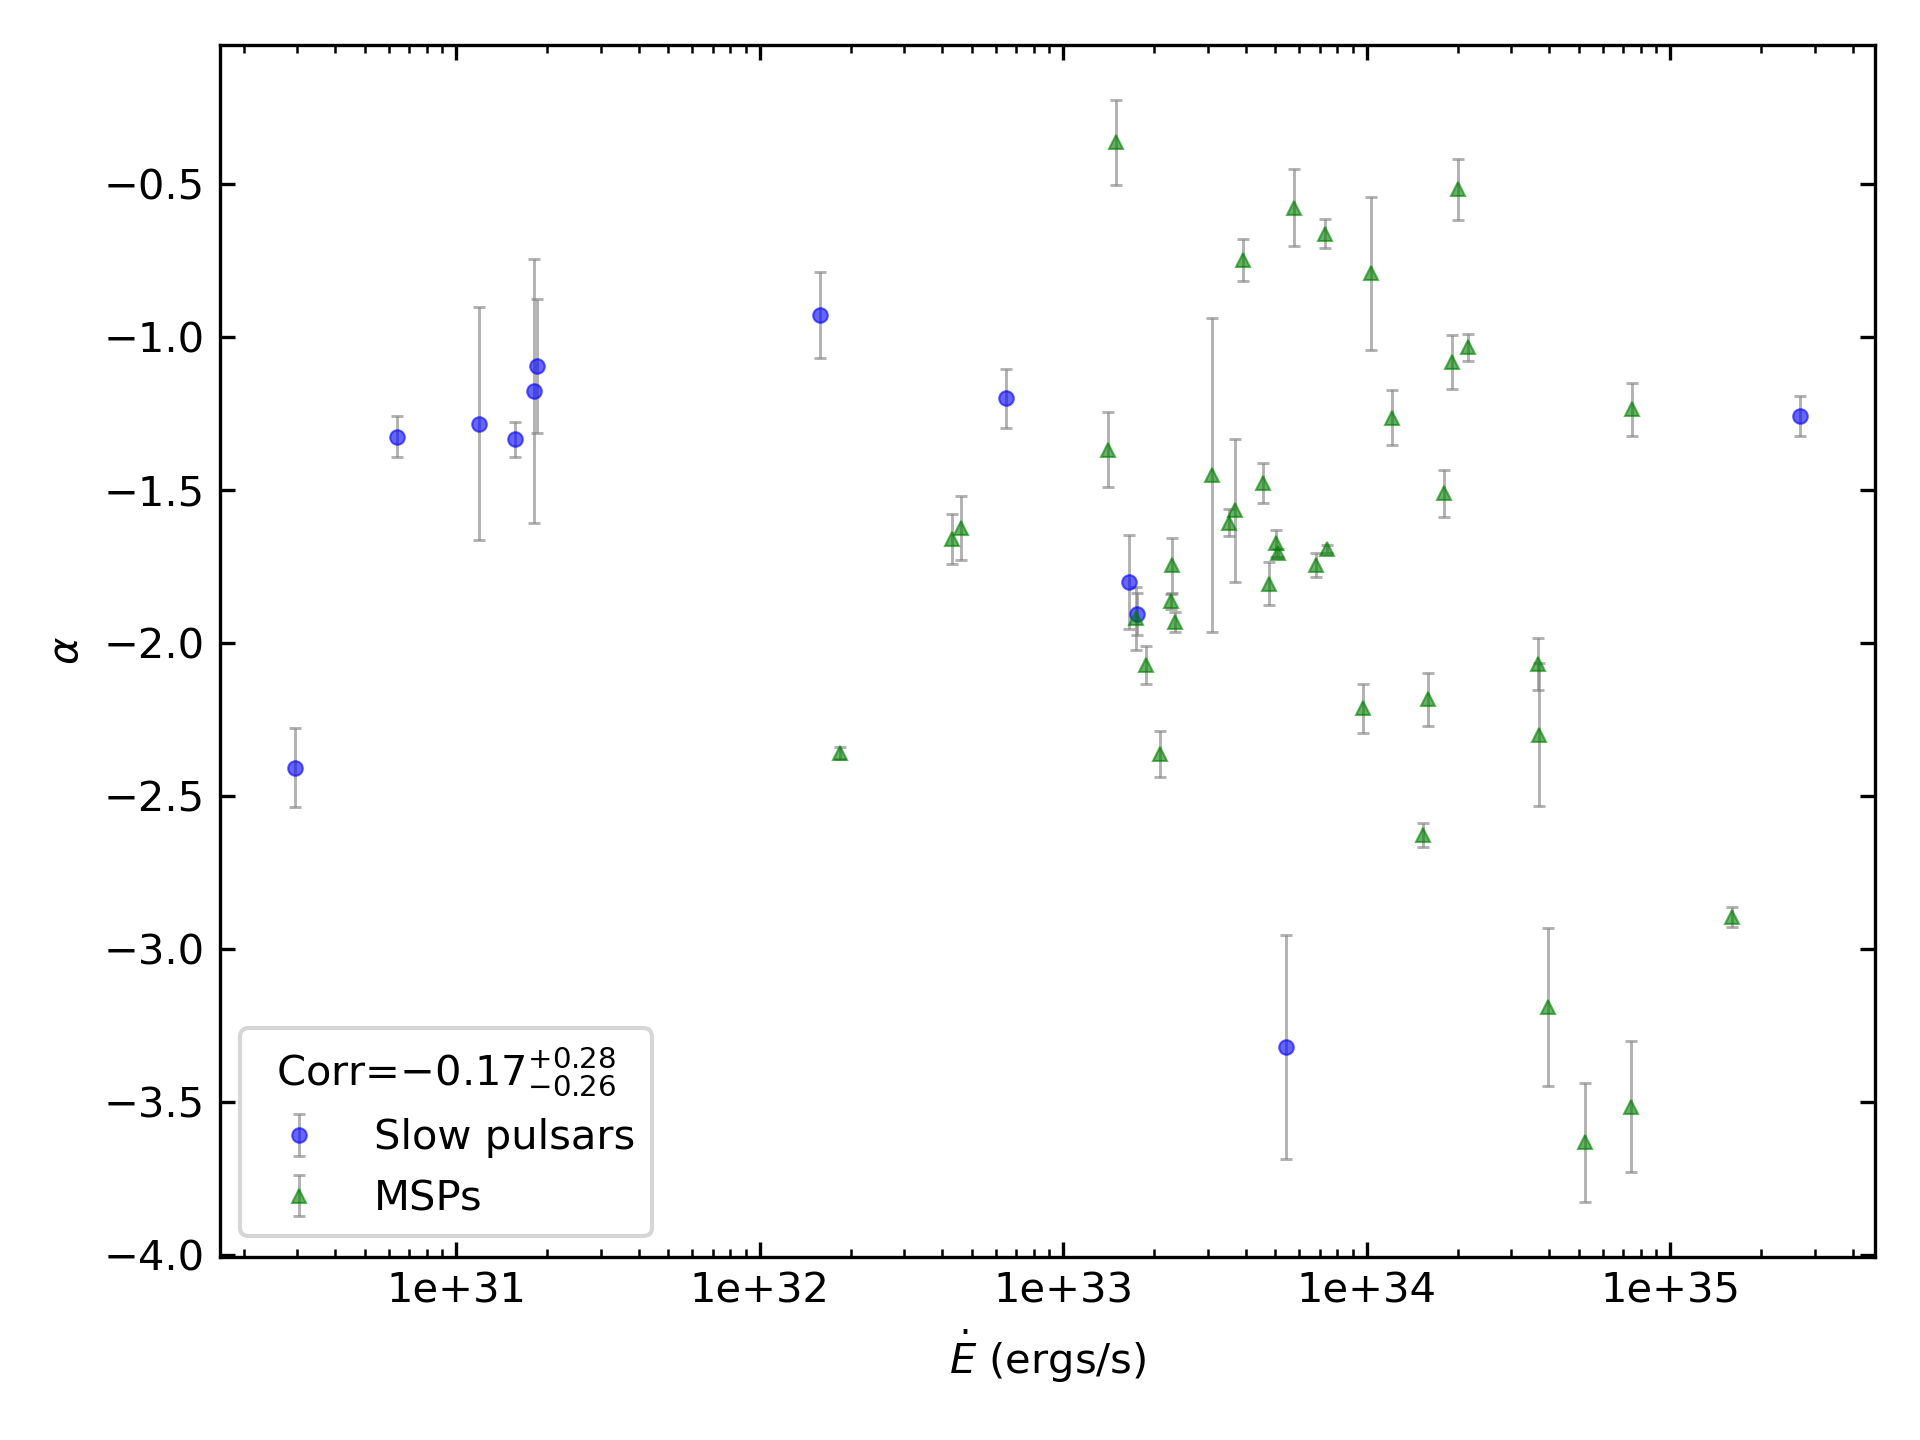 −0.5
−1.0
−1.5
−2.0
−2.5
−3.0
−3.5
−4.0
α
Corr=−0.17+0.28−0.26
Slow pulsars
MSPs
1e+31 1e+32 1e+33 1e+34 1e+35
Ė (ergs/s)